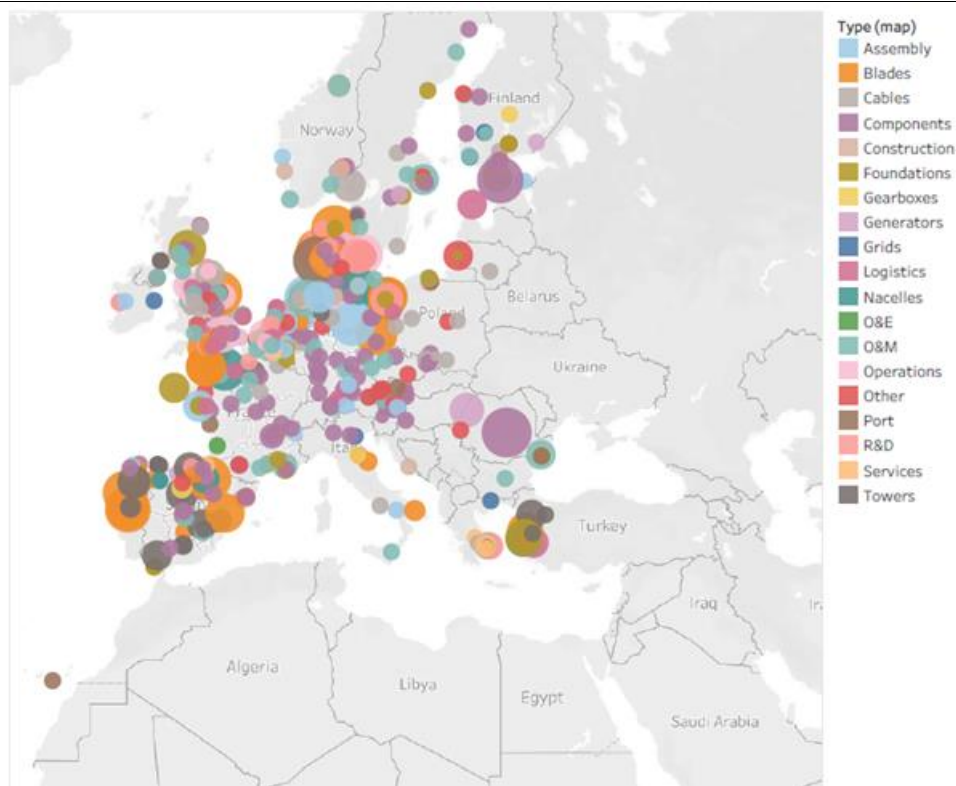 Type (map)
Assembly
Blades
Cables
Components
Construction
Foundations
Gearboxes
Generators
Grids
Logistics
Nacelles
O&E
O&M
Operations
Other
Port
R&D
Services
Towers
Finland
Norway
Belarus
Poland
Ukraine
Turkey
Iraq
Algeria
Libya
Egypt
Saudi Arabia